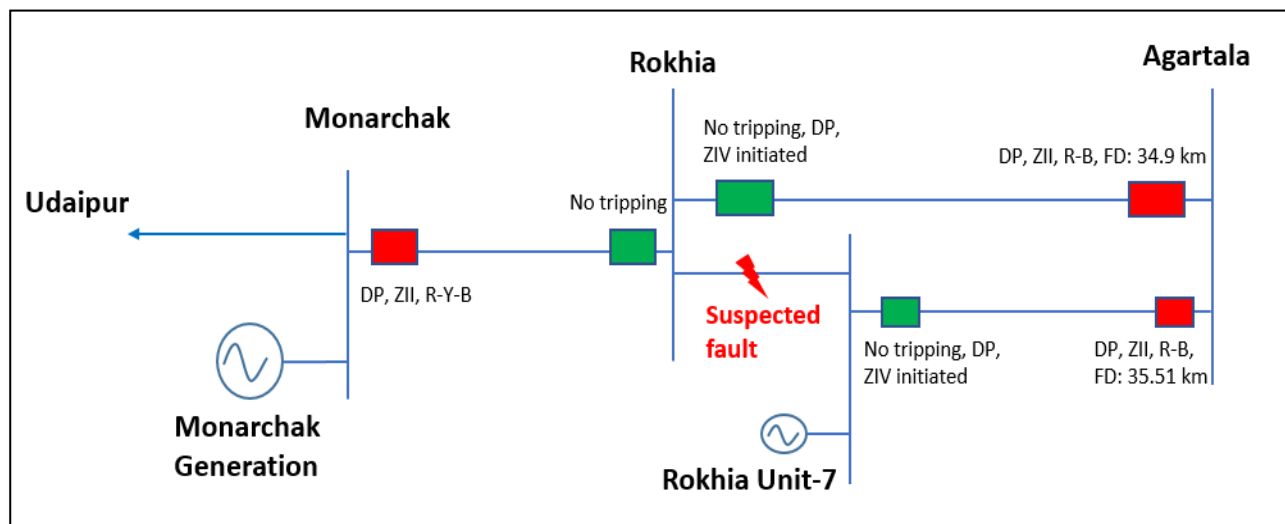 Rokhia
Agartala
Monarchak
No tripping, DP,
ZIV initiated
DP, ZII, R-B, FD: 34.9 km
Udaipur
No tripping
DP, ZII, R-Y-B
Suspected
fault
No tripping, DP,
ZIV initiated
DP, ZII, R-B,
FD: 35.51 km
Monarchak
Generation
Rokhia Unit-7